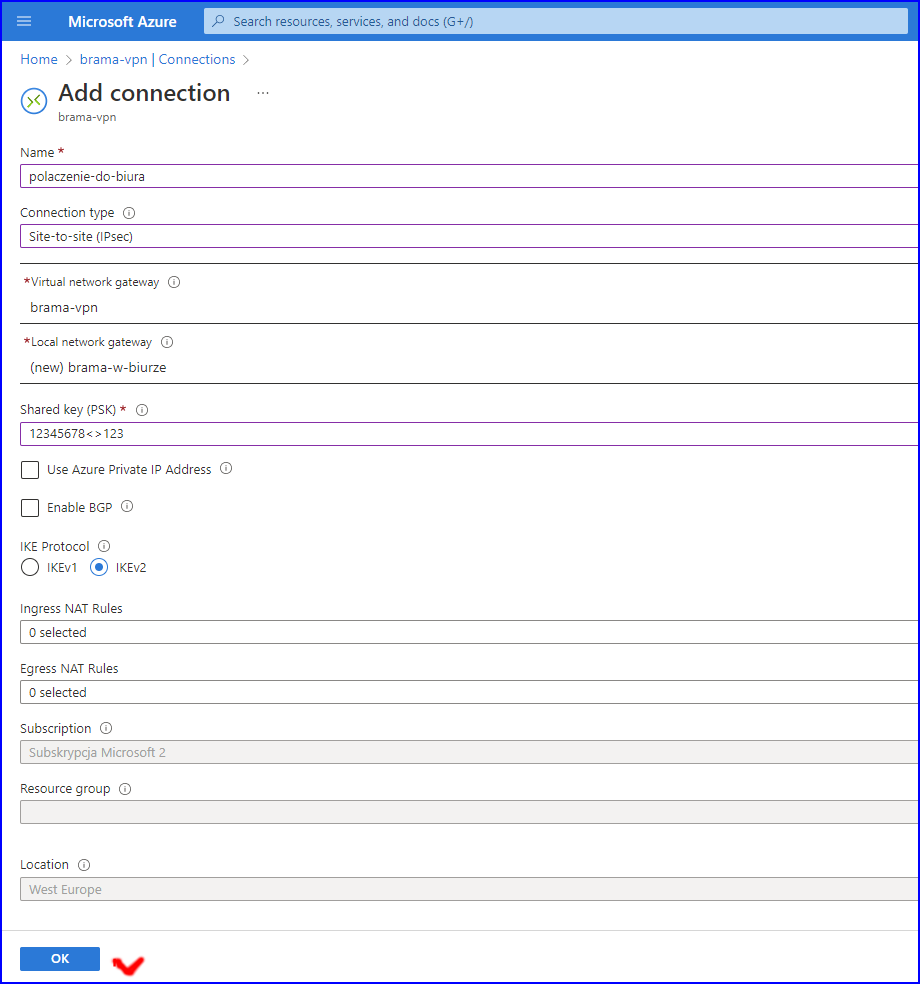 Microsoft Azure
Search resources, services, and docs (G+/)
Home > brama-vpn | Connections >
Add connection ...
brama-vpn
Name *
polaczenie-do-biura
Connection type
Site-to-site (IPsec)
*Virtual network gateway
brama-vpn
*Local network gateway
(new) brama-w-biurze
Shared key (PSK) *
12345678<>123
Use Azure Private IP Address
Enable BGP
IKE Protocol
IKEv1 IKEv2
Ingress NAT Rules
0 selected
Egress NAT Rules
0 selected
Subscription
Subskrypcja Microsoft 2
Resource group
Location
West Europe
OK